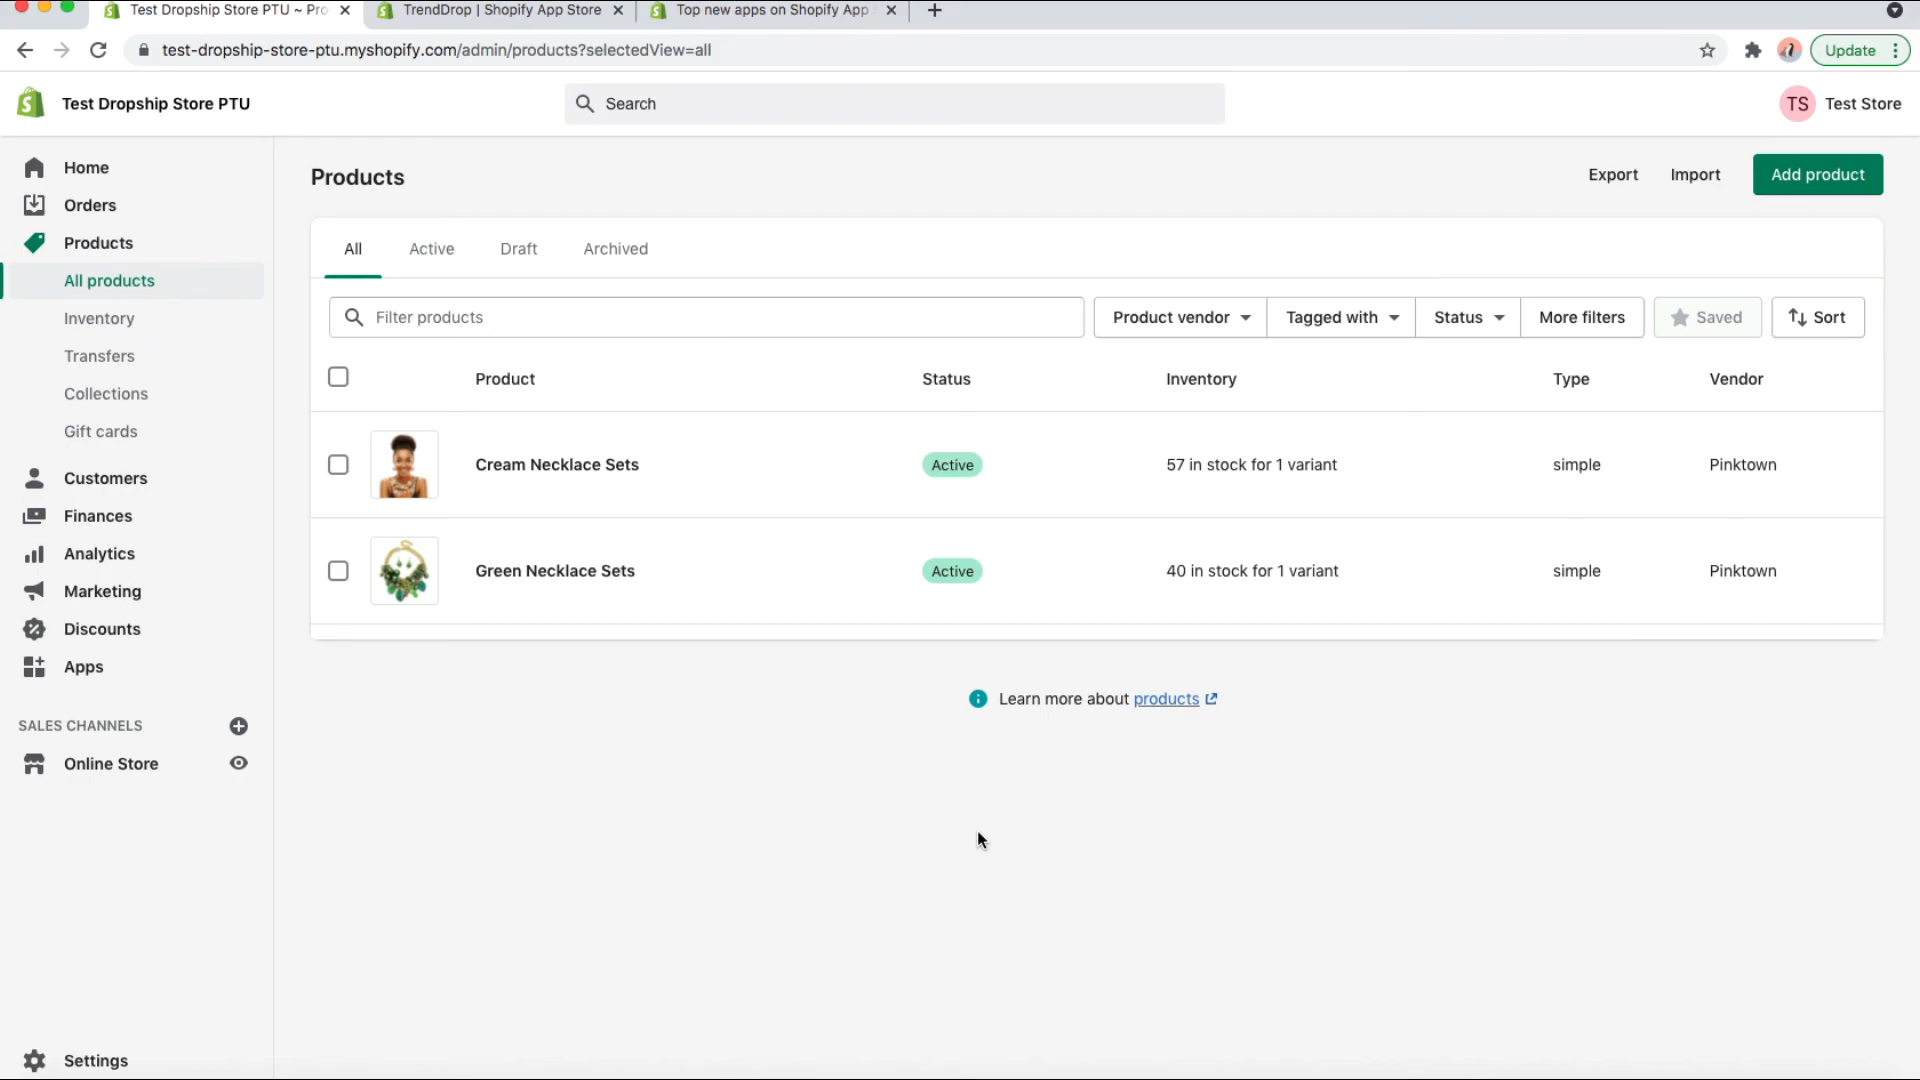 Test Dropship Store PTU ~ Pro
TrendDrop | Shopify App Store
Top new apps on Shopify App
test-dropship-store-ptu.myshopify.com/admin/products?selectedView=all
Update
Test Dropship Store PTU
Search
TS
Test Store
Home
Orders
Products
All products
Inventory
Transfers
Collections
Gift cards
Customers
Finances
Analytics
Marketing
Discounts
Apps
SALES CHANNELS
Online Store
Settings
Products
Export
Import
Add product
All
Active
Draft
Archived
Filter products
Product vendor
Tagged with
Status
More filters
Saved
Sort
Product
Status
Inventory
Type
Vendor
Cream Necklace Sets
Active
57 in stock for 1 variant
simple
Pinktown
Green Necklace Sets
Active
40 in stock for 1 variant
simple
Pinktown
Learn more about products